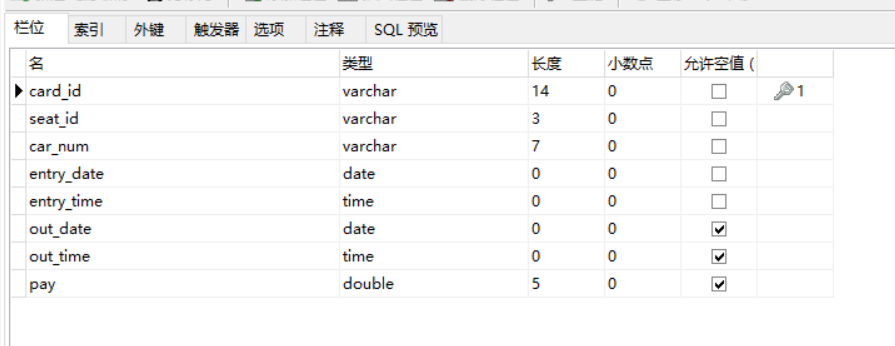 栏位 索引 外键 触发器 选项 注释 SQL 预览
名 类型 长度 小数点 允许空值 (
card_id varchar 14 0 1
seat_id varchar 3 0
car_num varchar 7 0
entry_date date 0 0
entry_time time 0 0
out_date date 0 0
out_time time 0 0
pay double 5 0